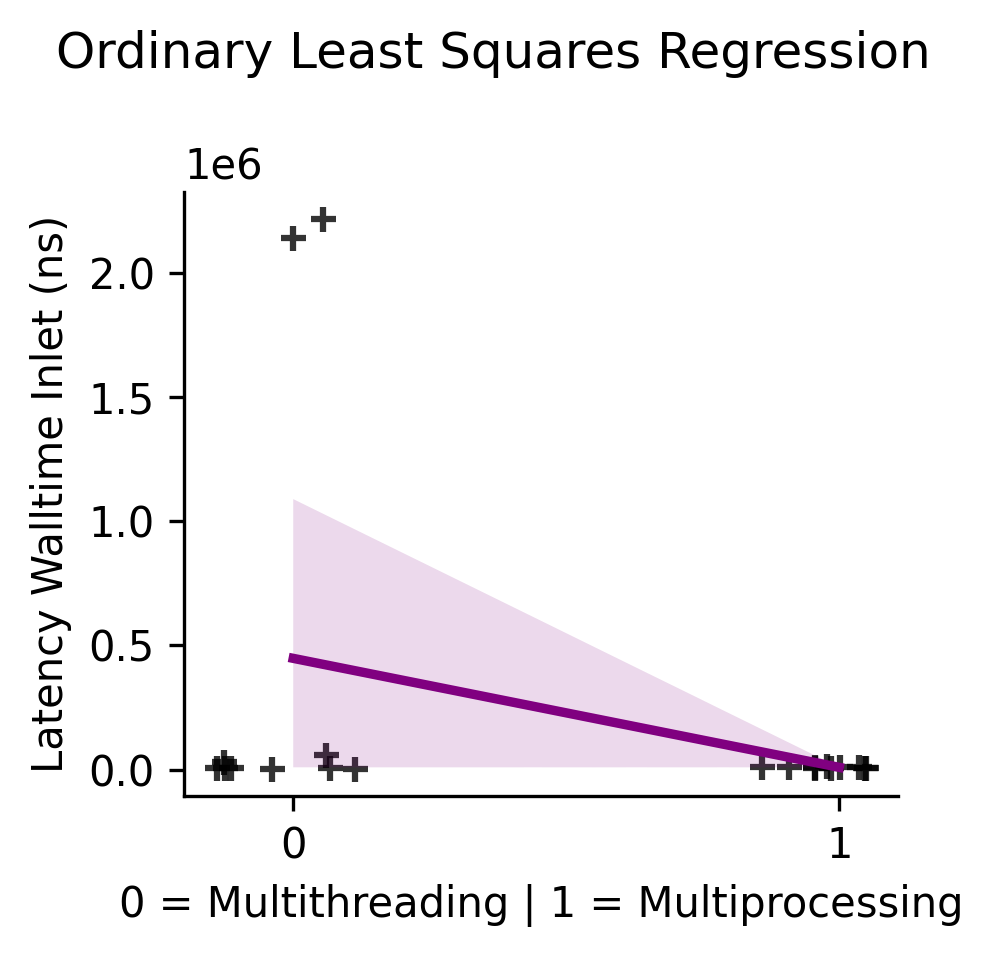 Ordinary Least Squares Regression
1e6
Latency Walltime Inlet (ns)
2.0
1.5
1.0
0.5
0.0
0 1
0 = Multithreading | 1 = Multiprocessing